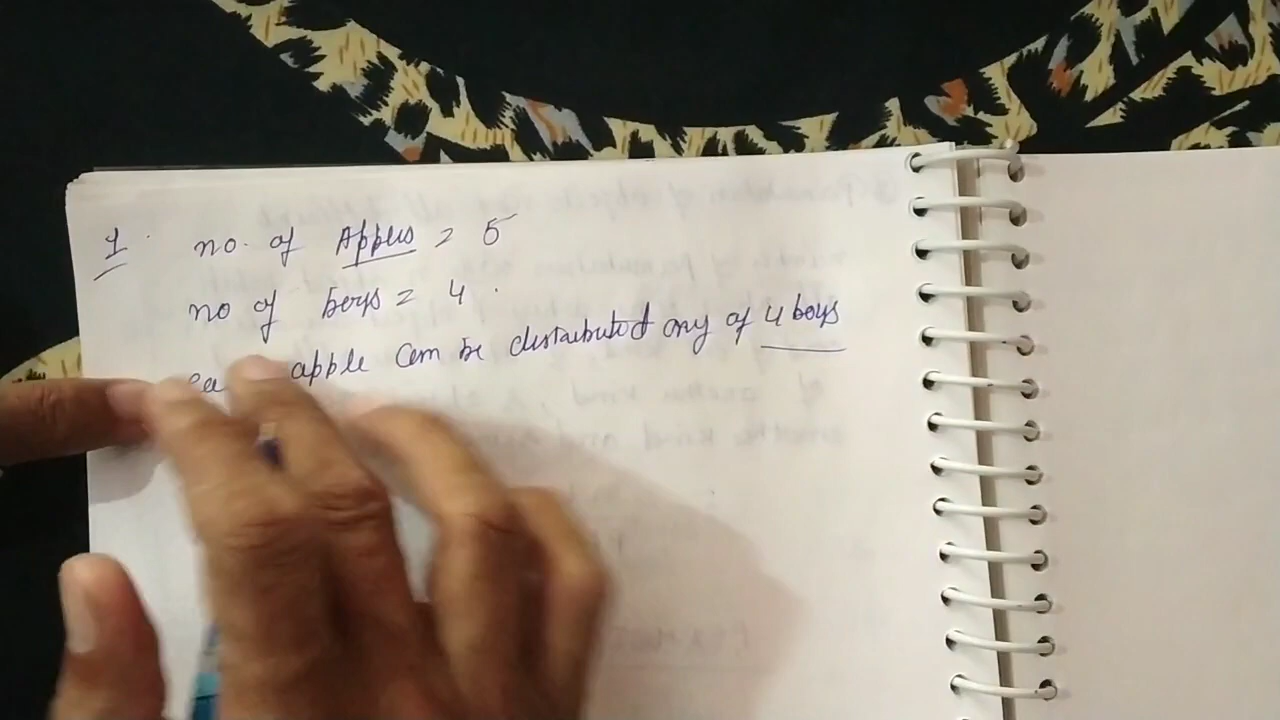 1. no. of Apples = 5
no of boys = 4.
apple can be distributed any of 4 boys